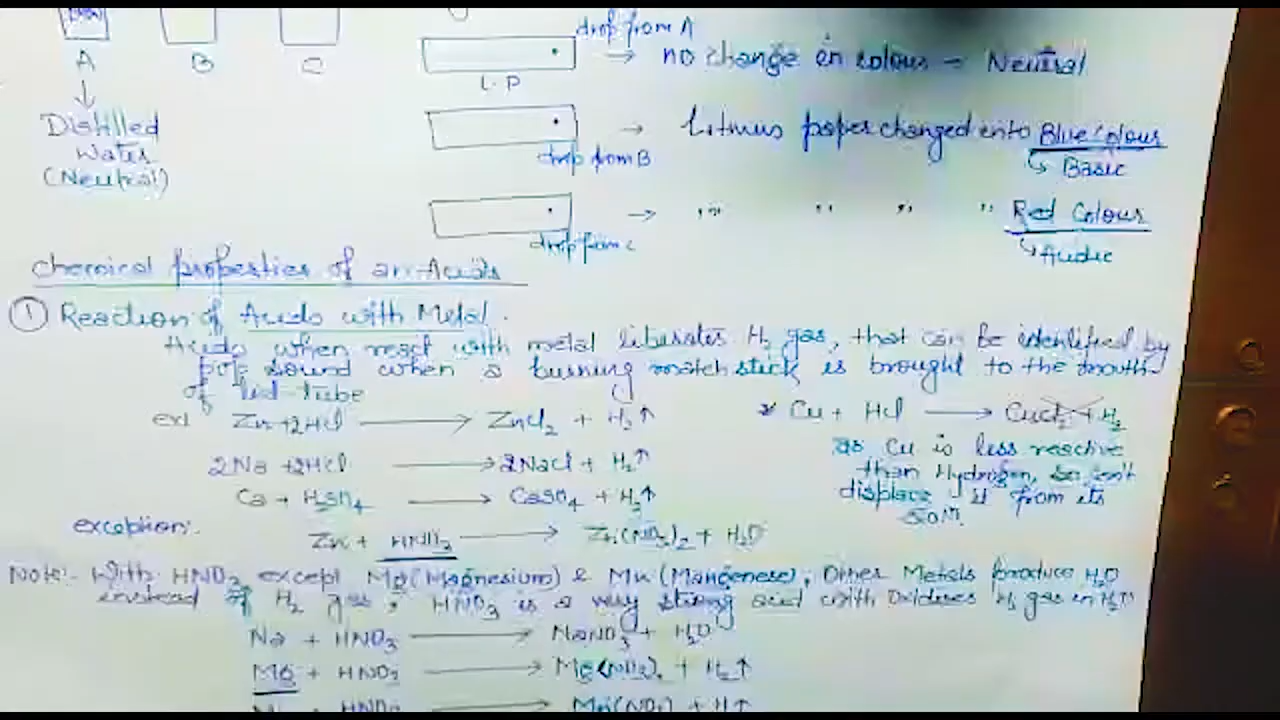 A B C
drop from A
L.P
→ no change in colour - Neutral
↓
Distilled
Water
(Neutral)
→ Litmus paper changed into Blue Colour
drop from B
Basic
→ " " " " Red Colour
drop from C
Acidic
Chemical properties of an-Acids
① Reaction of Acids with Metal.
Acids when react with metal liberates H₂ gas, that can be identified by
pop sound when a burning match stick is brought to the mouth
of
ex1 Zn + 2HCl → ZnCl₂ + H₂↑
* Cu + HCl → CuCl₂ + H₂
2Na + 2HCl → 2NaCl + H₂↑
as Cu is less reactive
than Hydrogen, so can't
displace it from its
Soln.
Ca + H₂SO₄ → CaSO₄ + H₂↑
exception:
Zn + HNO₃ → Zn(NO₃)₂ + H₂O
Note:- With HNO₃ except Mg (Magnesium) & Mn (Manganese), Other Metals produce H₂O
instead of H₂ gas, HNO₃ is a very strong acid with Oxidises H₂ gas in
Na + HNO₃ → NaNO₃ + H₂O
Mg + HNO₃ → Mg(NO₃)₂ + H₂↑